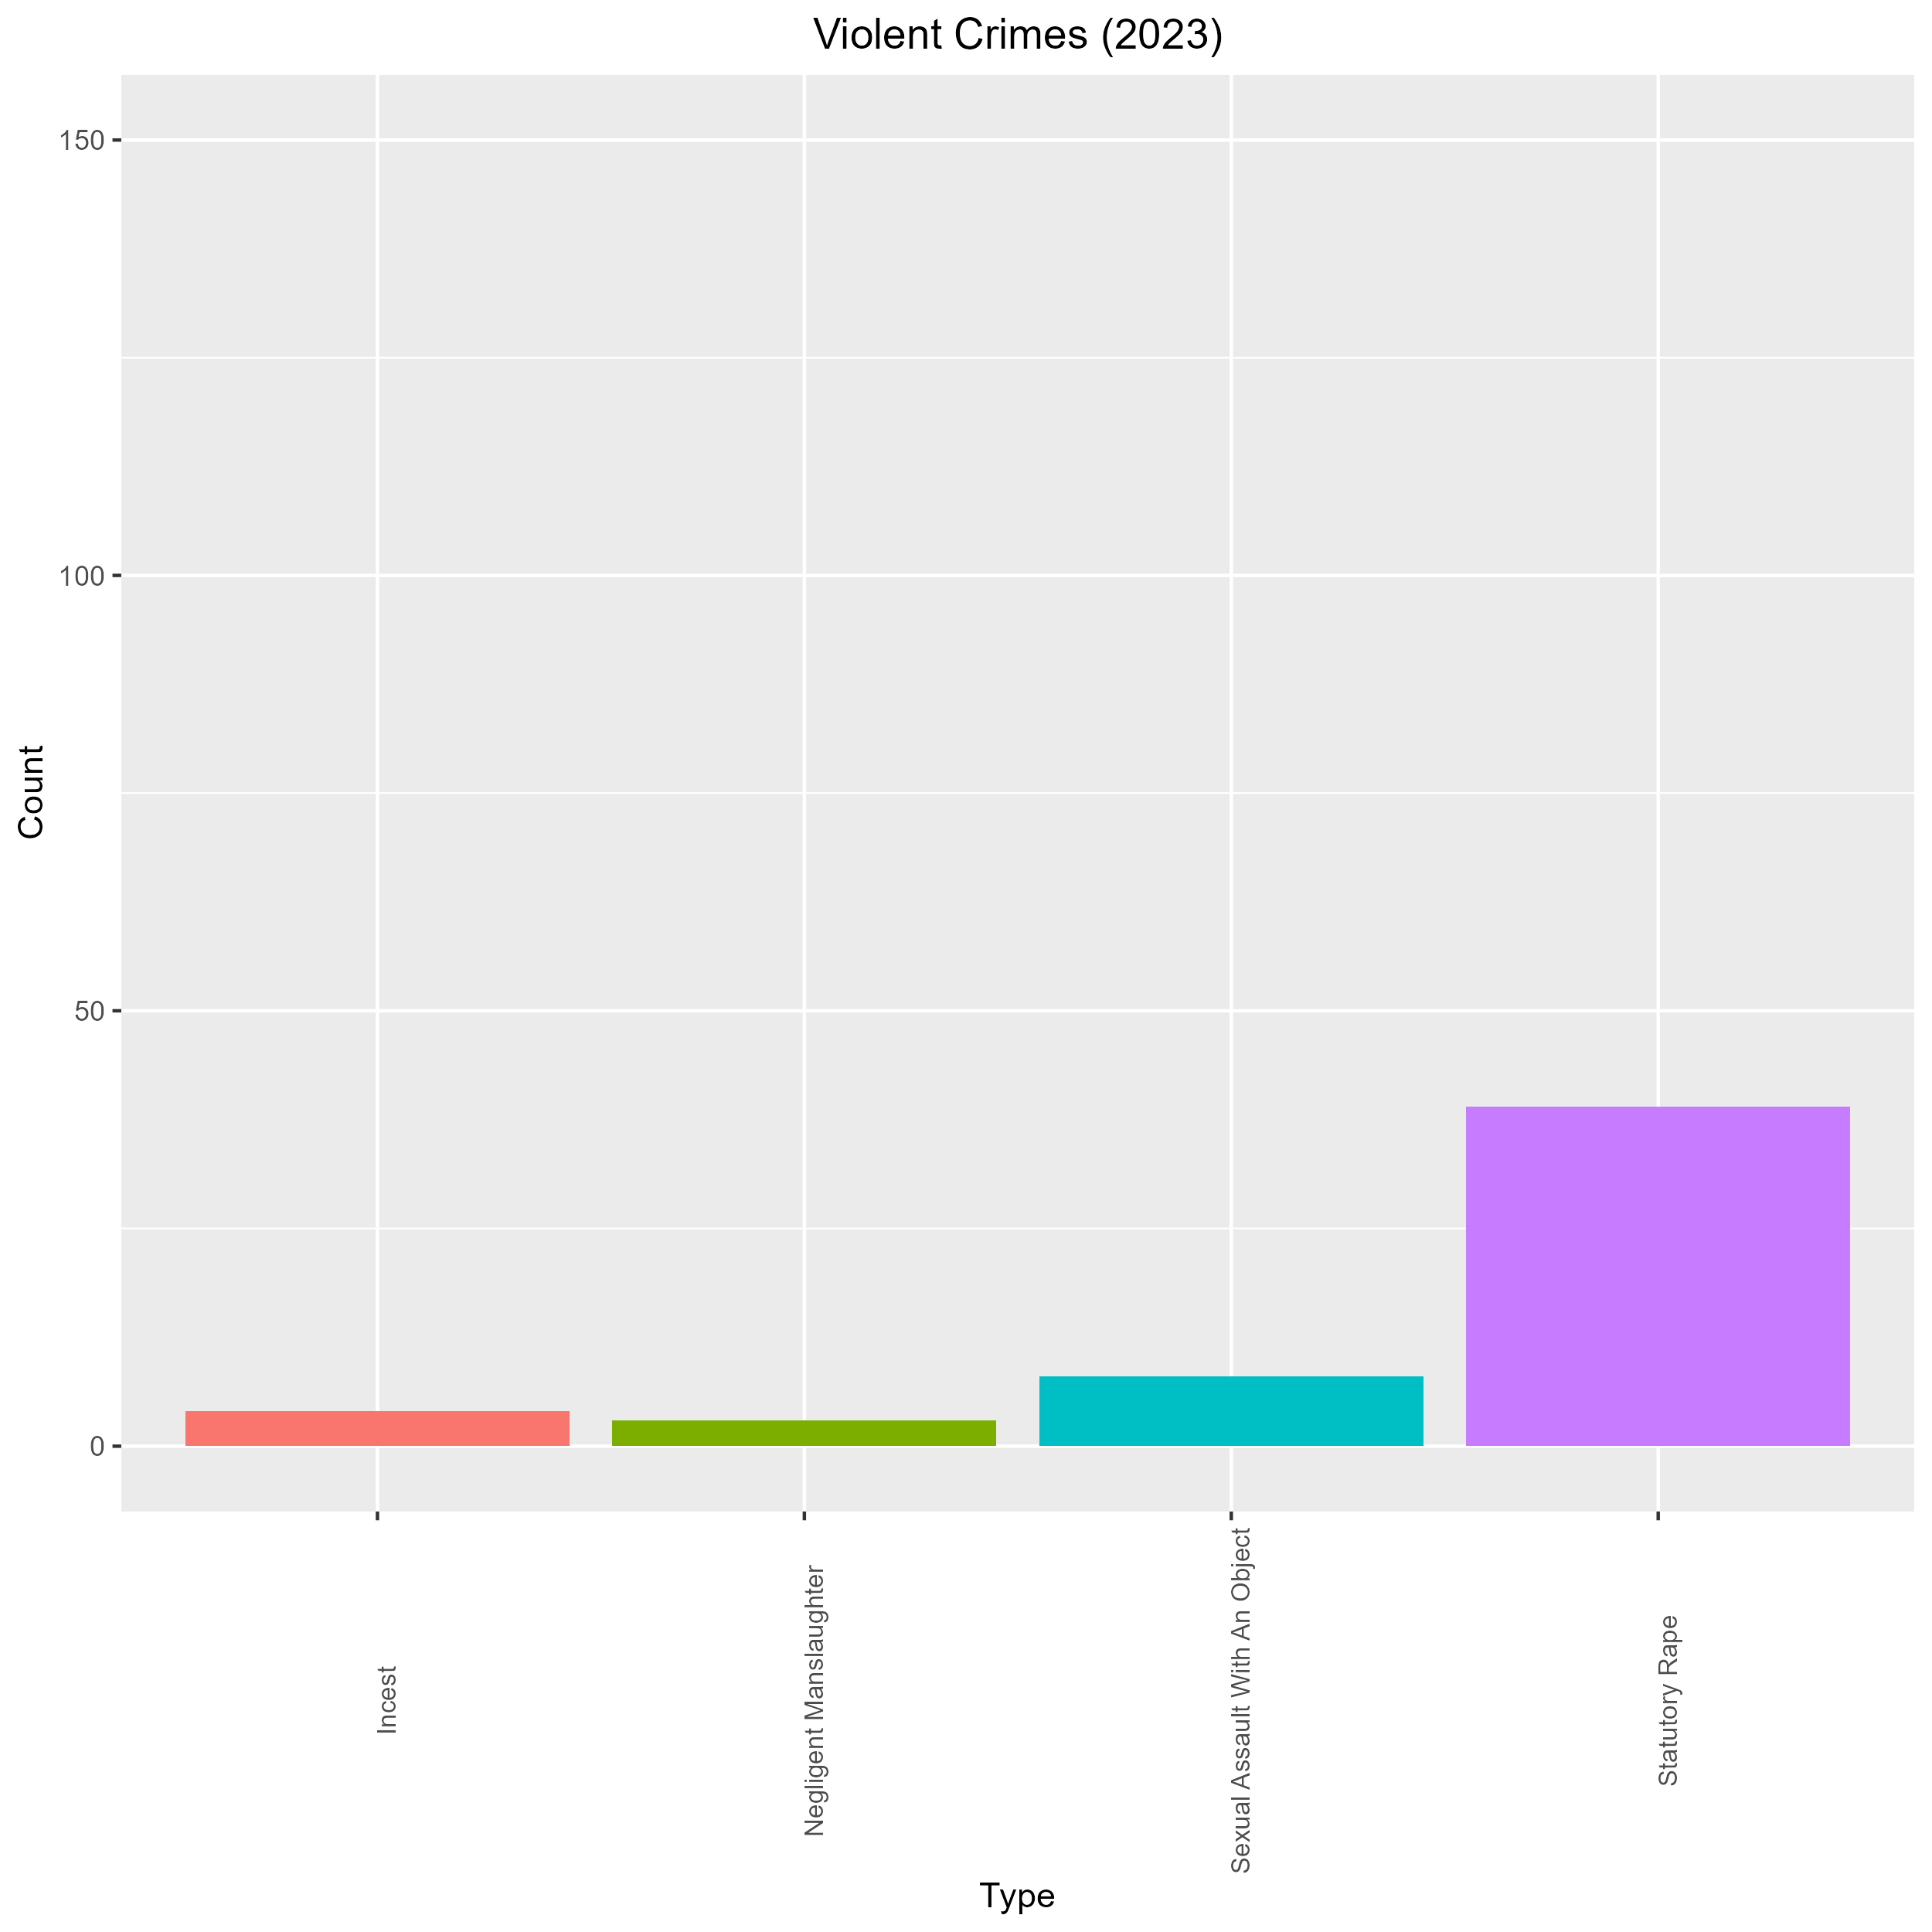 Violent Crimes (2023)
150
100
50
0
Count
Incest
Negligent Manslaughter
Sexual Assault With An Object
Statutory Rape
Type